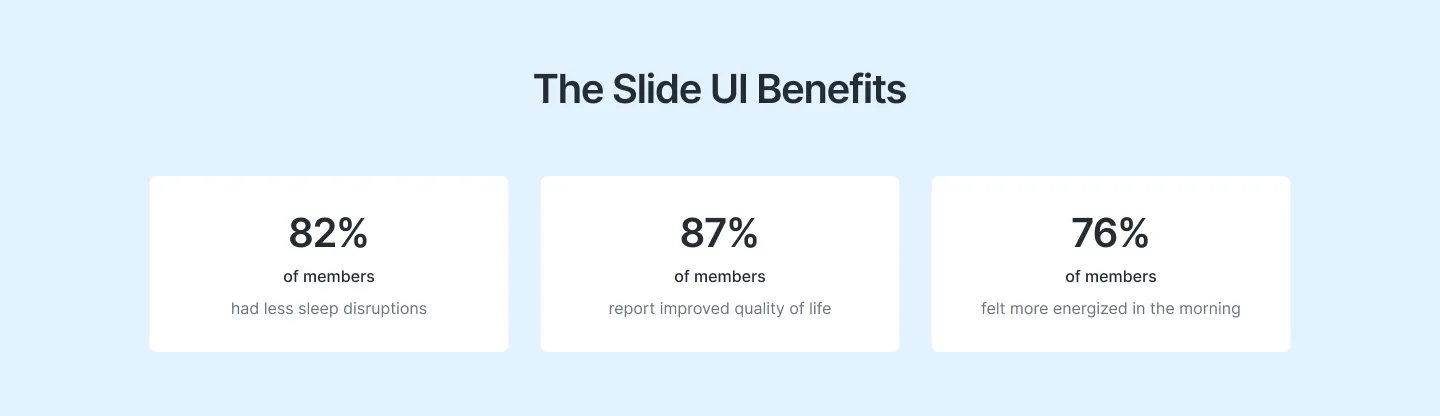 The Slide UI Benefits
82%
of members
had less sleep disruptions
87%
of members
report improved quality of life
76%
of members
felt more energized in the morning